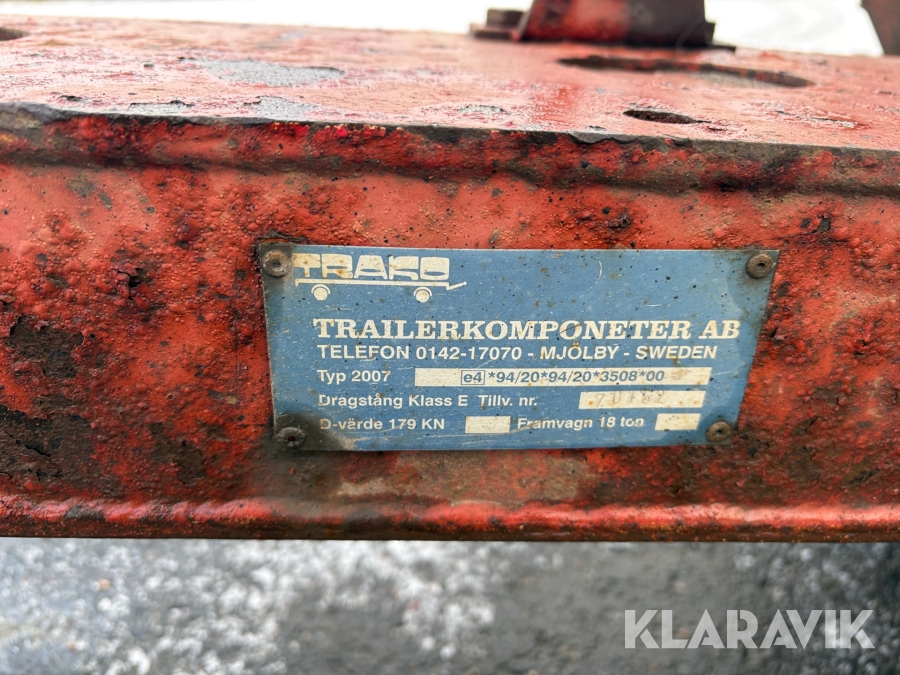 TRAKO
TRAILERKOMPONETER AB
TELEFON 0142-17070 - MJÖLBY - SWEDEN
Typ 2007 e4 *94/20*94/20*3508*00
Dragstång Klass E Tillv. nr.
D-värde 179 KN Framvagn 18 ton
KLARAVIK